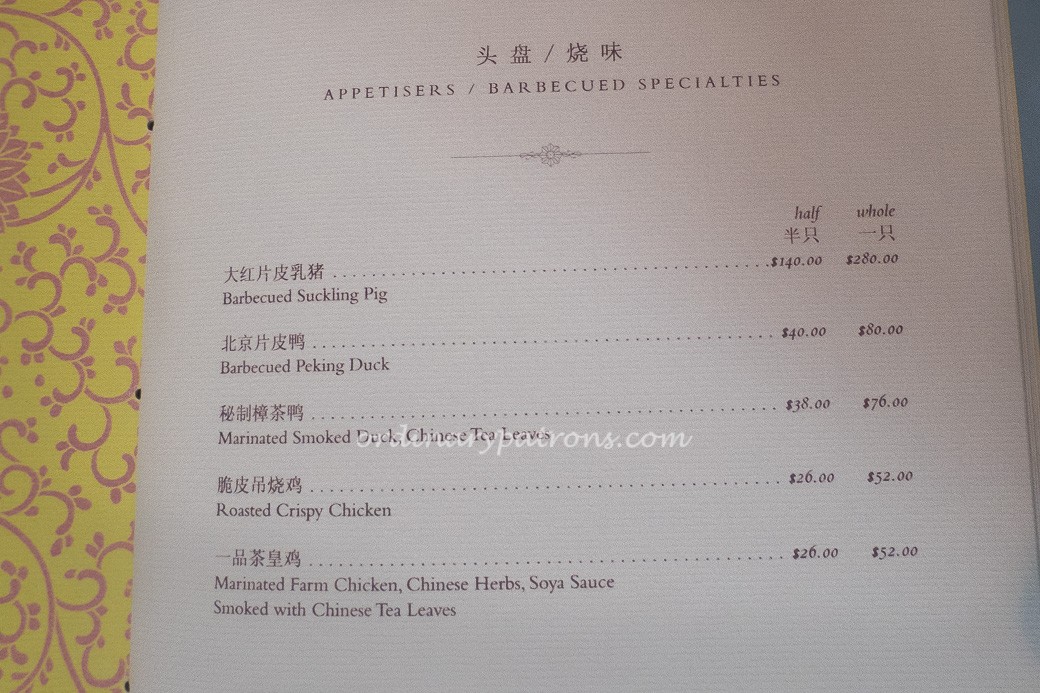 头盘 / 烧味
APPETISERS / BARBECUED SPECIALTIES
half whole
半只 一只
大红片皮乳猪 $140.00 $280.00
Barbecued Suckling Pig
北京片皮鸭 $40.00 $80.00
Barbecued Peking Duck
秘制樟茶鸭 $38.00 $76.00
Marinated Smoked Duck, Chinese Tea Leaves
ordinarypatrons.com
脆皮吊烧鸡 $26.00 $52.00
Roasted Crispy Chicken
一品茶皇鸡 $26.00 $52.00
Marinated Farm Chicken, Chinese Herbs, Soya Sauce
Smoked with Chinese Tea Leaves